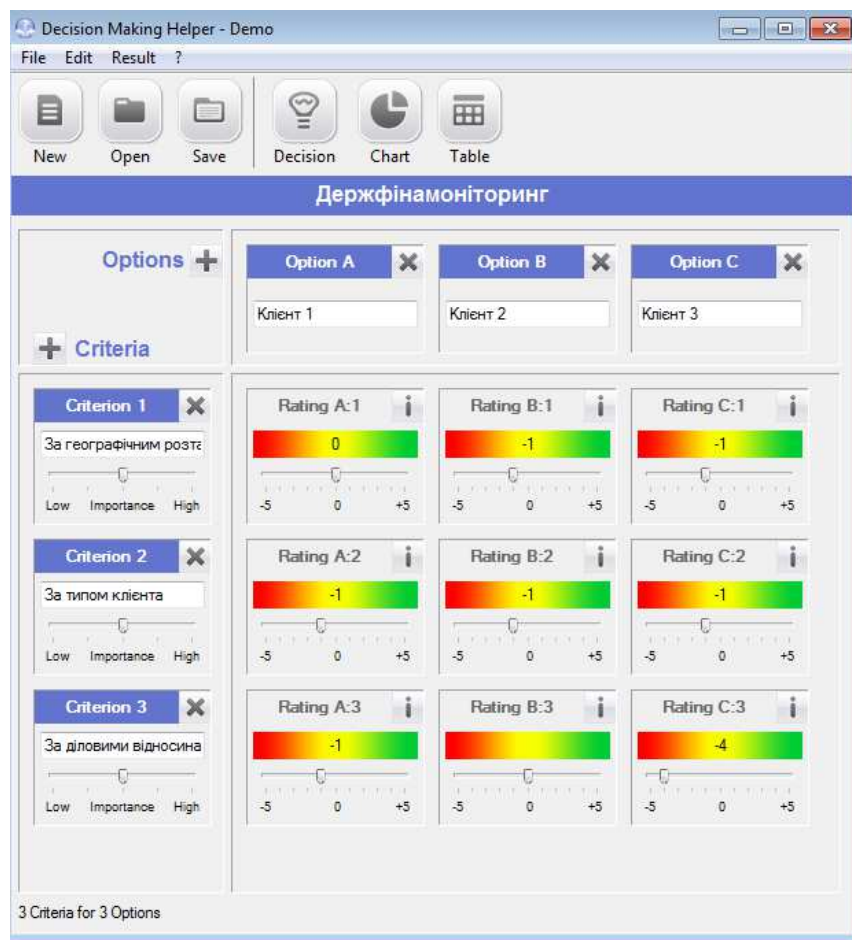 Decision Making Helper - Demo
File Edit Result ?
New Open Save Decision Chart Table
Держфінамоніторинг
Options
Option A Option B Option C
Клієнт 1 Клієнт 2 Клієнт 3
Criteria
Criterion 1 Rating A:1 Rating B:1 Rating C:1
За географічним розта 0 -1 -1
Low Importance High -5 0 +5 -5 0 +5 -5 0 +5
Criterion 2 Rating A:2 Rating B:2 Rating C:2
За типом клієнта -1 -1 -1
Low Importance High -5 0 +5 -5 0 +5 -5 0 +5
Criterion 3 Rating A:3 Rating B:3 Rating C:3
За діловими відносина -1 -4
Low Importance High -5 0 +5 -5 0 +5 -5 0 +5
3 Criteria for 3 Options